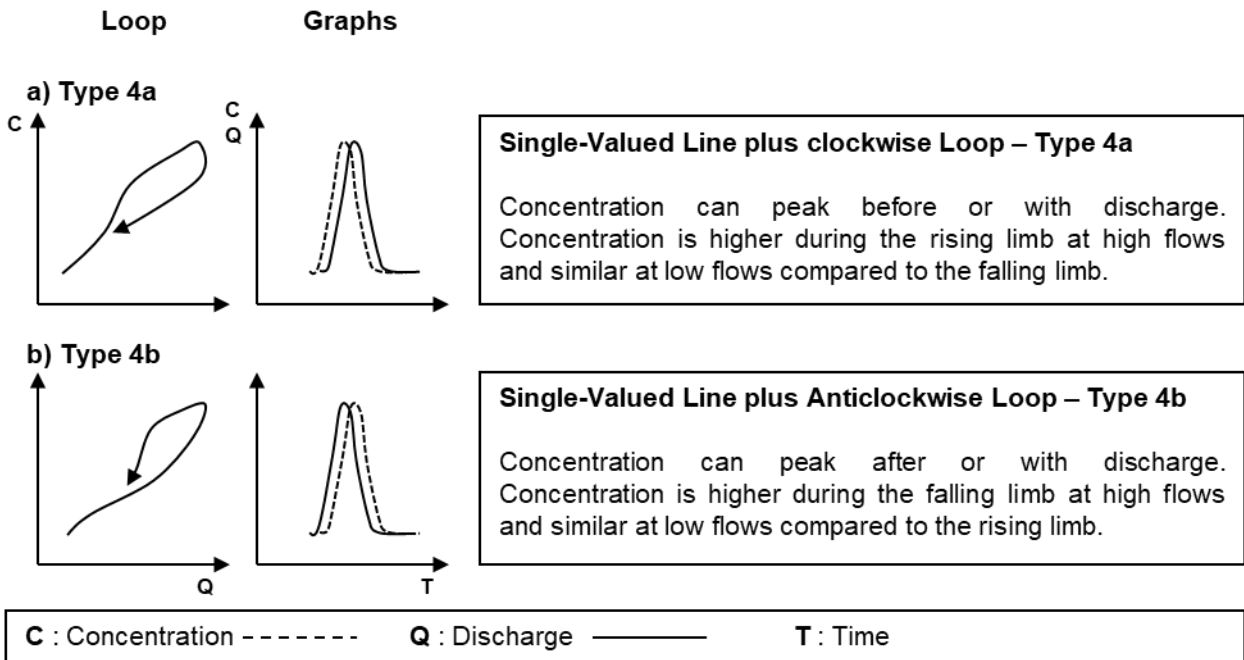 Loop Graphs
a) Type 4a
C
C
Q
Single-Valued Line plus clockwise Loop – Type 4a
Concentration can peak before or with discharge.
Concentration is higher during the rising limb at high flows
and similar at low flows compared to the falling limb.
b) Type 4b
Single-Valued Line plus Anticlockwise Loop – Type 4b
Concentration can peak after or with discharge.
Concentration is higher during the falling limb at high flows
and similar at low flows compared to the rising limb.
Q T
C : Concentration Q : Discharge T : Time